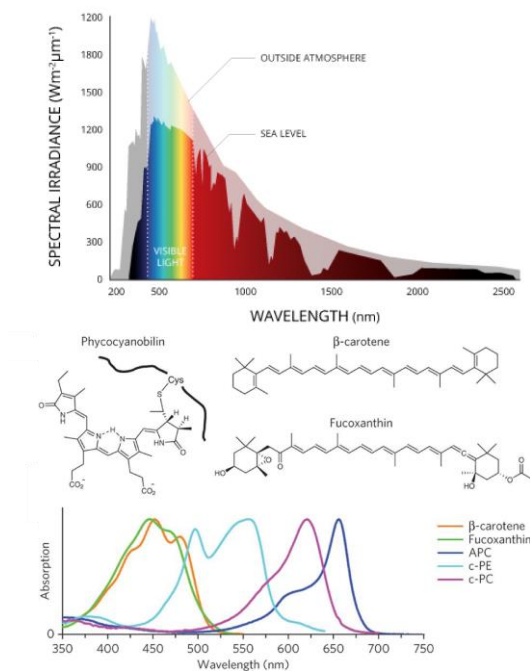 SPECTRAL IRRADIANCE (Wm⁻²µm⁻¹)
1200
1800
1500
1200
900
600
300
0
OUTSIDE ATMOSPHERE
SEA LEVEL
VISIBLE
LIGHT
200 500 1000 1500 2000 2500
WAVELENGTH (nm)
Phycocyanobilin
Cys
S
H
O N H N N H O
H
N H N
H
CO₂⁻ CO₂⁻
β-carotene
Fucoxanthin
HO O O HO O O
Absorption
0
350 400 450 500 550 600 650 700 750
Wavelength (nm)
β-carotene
Fucoxanthin
APC
c-PE
c-PC